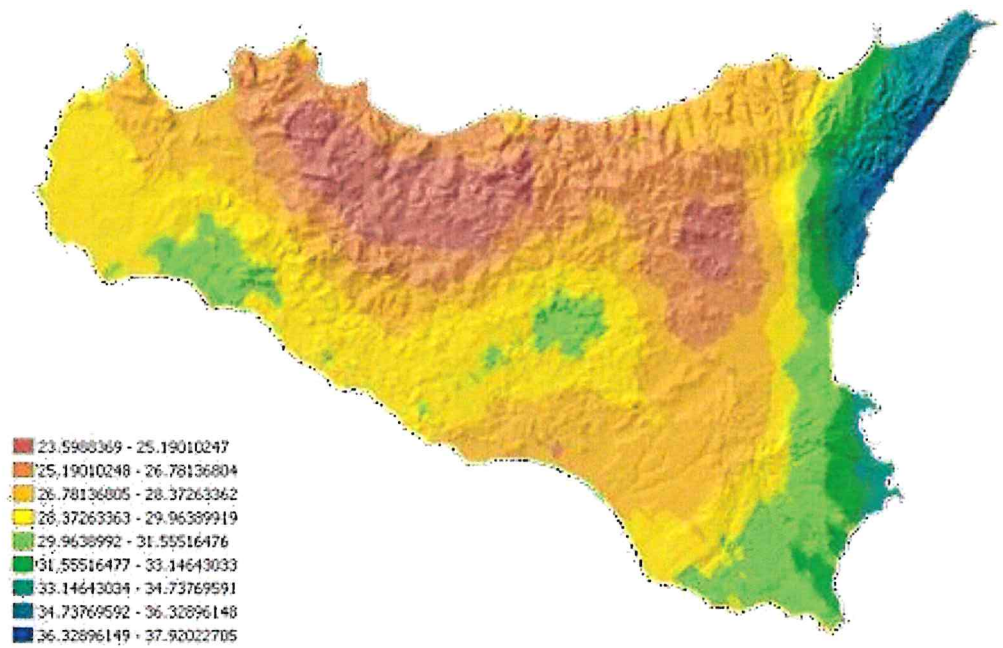 23.5988369 - 25.19010247
25.19010248 - 26.78136804
26.78136805 - 28.37263362
28.37263363 - 29.96389919
29.9638992 - 31.55516476
31.55516477 - 33.14643033
33.14643034 - 34.73769591
34.73769592 - 36.32896148
36.32896149 - 37.92022705